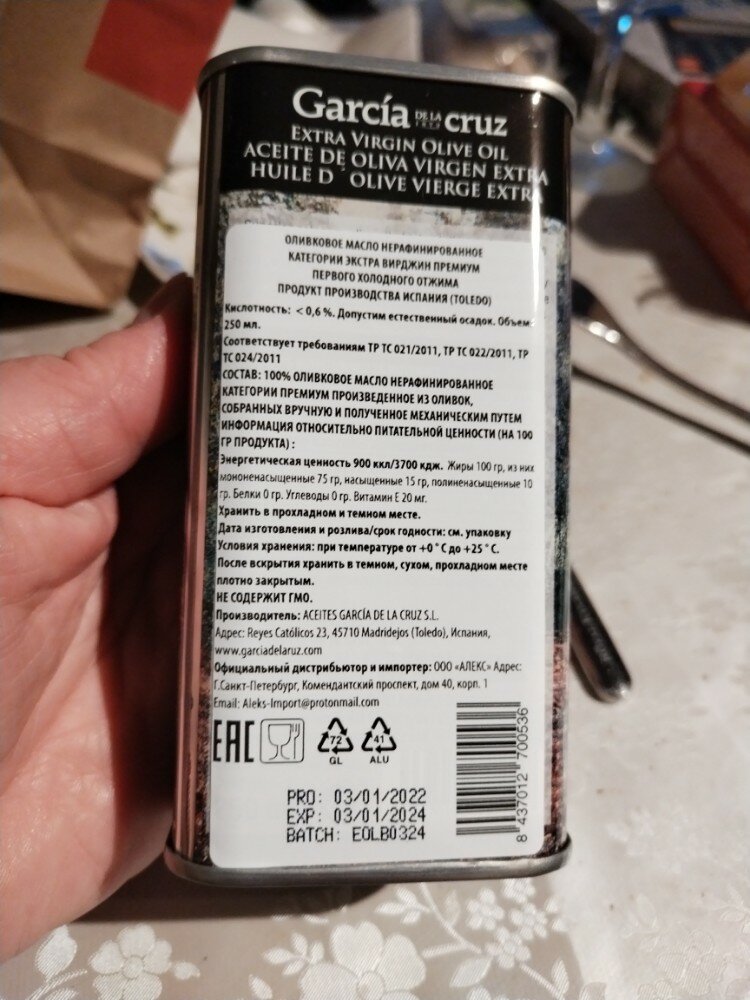 García DE LA cruz
EXTRA VIRGIN OLIVE OIL
ACEITE DE OLIVA VIRGEN EXTRA
HUILE D ' OLIVE VIERGE EXTRA
ОЛИВКОВОЕ МАСЛО НЕРАФИНИРОВАННОЕ
КАТЕГОРИИ ЭКСТРА ВИРДЖИН ПРЕМИУМ
ПЕРВОГО ХОЛОДНОГО ОТЖИМА
ПРОДУКТ ПРОИЗВОДСТВА ИСПАНИЯ (TOLEDO)
Кислотность: < 0,6 %. Допустим естественный осадок. Объем
250 мл.
Соответствует требованиям ТР ТС 021/2011, ТР ТС 022/2011, ТР
ТС 024/2011
СОСТАВ: 100% ОЛИВКОВОЕ МАСЛО НЕРАФИНИРОВАННОЕ
КАТЕГОРИИ ПРЕМИУМ ПРОИЗВЕДЕННОЕ ИЗ ОЛИВОК,
СОБРАННЫХ ВРУЧНУЮ И ПОЛУЧЕННОЕ МЕХАНИЧЕСКИМ ПУТЕМ
ИНФОРМАЦИЯ ОТНОСИТЕЛЬНО ПИТАТЕЛЬНОЙ ЦЕННОСТИ (НА 100
ГР ПРОДУКТА) :
Энергетическая ценность 900 ккл/3700 кдж. Жиры 100 гр, из них
мононенасыщенные 75 гр, насыщенные 15 гр, полиненасыщенные 10
гр. Белки 0 гр. Углеводы 0 гр. Витамин Е 20 мг.
Хранить в прохладном и темном месте.
Дата изготовления и розлива/срок годности: см. упаковку
Условия хранения: при температуре от +0 ° С до +25 ° С.
После вскрытия хранить в темном, сухом, прохладном месте
плотно закрытым.
НЕ СОДЕРЖИТ ГМО.
Производитель: ACEITES GARCÍA DE LA CRUZ S.L.
Адрес: Reyes Católicos 23, 45710 Madridejos (Toledo), Испания,
www.garciadelaruz.com
Официальный дистрибьютор и импортер: ООО «АЛЕКС» Адрес:
Г.Санкт-Петербург, Комендантский проспект, дом 40, корп. 1
Email: Aleks-Import@protonmail.com
EAC
72 41
GL ALU
PRO: 03/01/2022
EXP: 03/01/2024
BATCH: EOLB0324
8 437012 700536